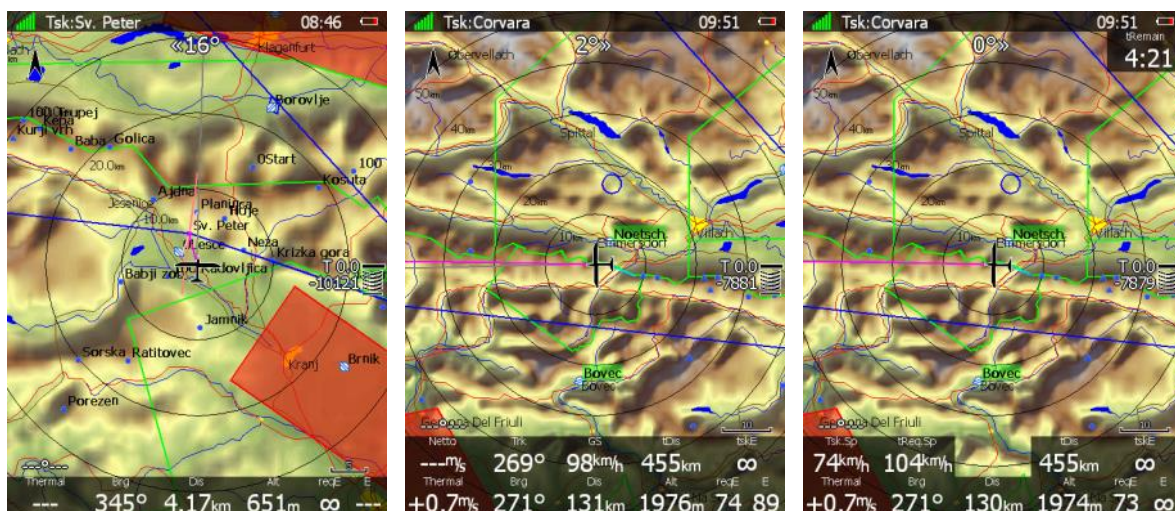 Tsk:Sv. Peter 08:46
«16°
Klagenfurt
Borovlje
Trupej
Kepa
Kurji vrh
Baba
Golica
20.0km
0Start
100
Kosuta
Ajdna
Jesenice
Planinca
10.0km
Sv. Peter
Neza
Lesce
Krizka gora
Radovljica
Babji zob
T 0.0
-10121
Jamnik
Sorska
Ratitovec
Kranj
Brnik
Porezen
---°---
5
Thermal Brg Dis Alt reqE E
--- 345° 4.17km 651m ∞ ---
Tsk:Corvara 09:51
2°»
Obervellach
50km
40km
Spittal
30km
20km
Villach
Noetsch
10km
Emmersdorf
T 0.0
-7881
Bovec
Bovec
Del Friuli
10
Netto Trk GS tDis tskE
---m/s 269° 98km/h 455km ∞
Thermal Brg Dis Alt reqE E
+0.7m/s 271° 131km 1976m 74 89
Tsk:Corvara 09:51
0°»
tRemain
4:21
Obervellach
50km
40km
Spittal
30km
20km
Villach
Noetsch
10km
Emmersdorf
T 0.0
-7879
Bovec
Bovec
Del Friuli
10
Tsk.Sp tReq.Sp tDis tskE
74km/h 104km/h 455km ∞
Thermal Brg Dis Alt reqE E
+0.7m/s 271° 130km 1974m 73 ∞